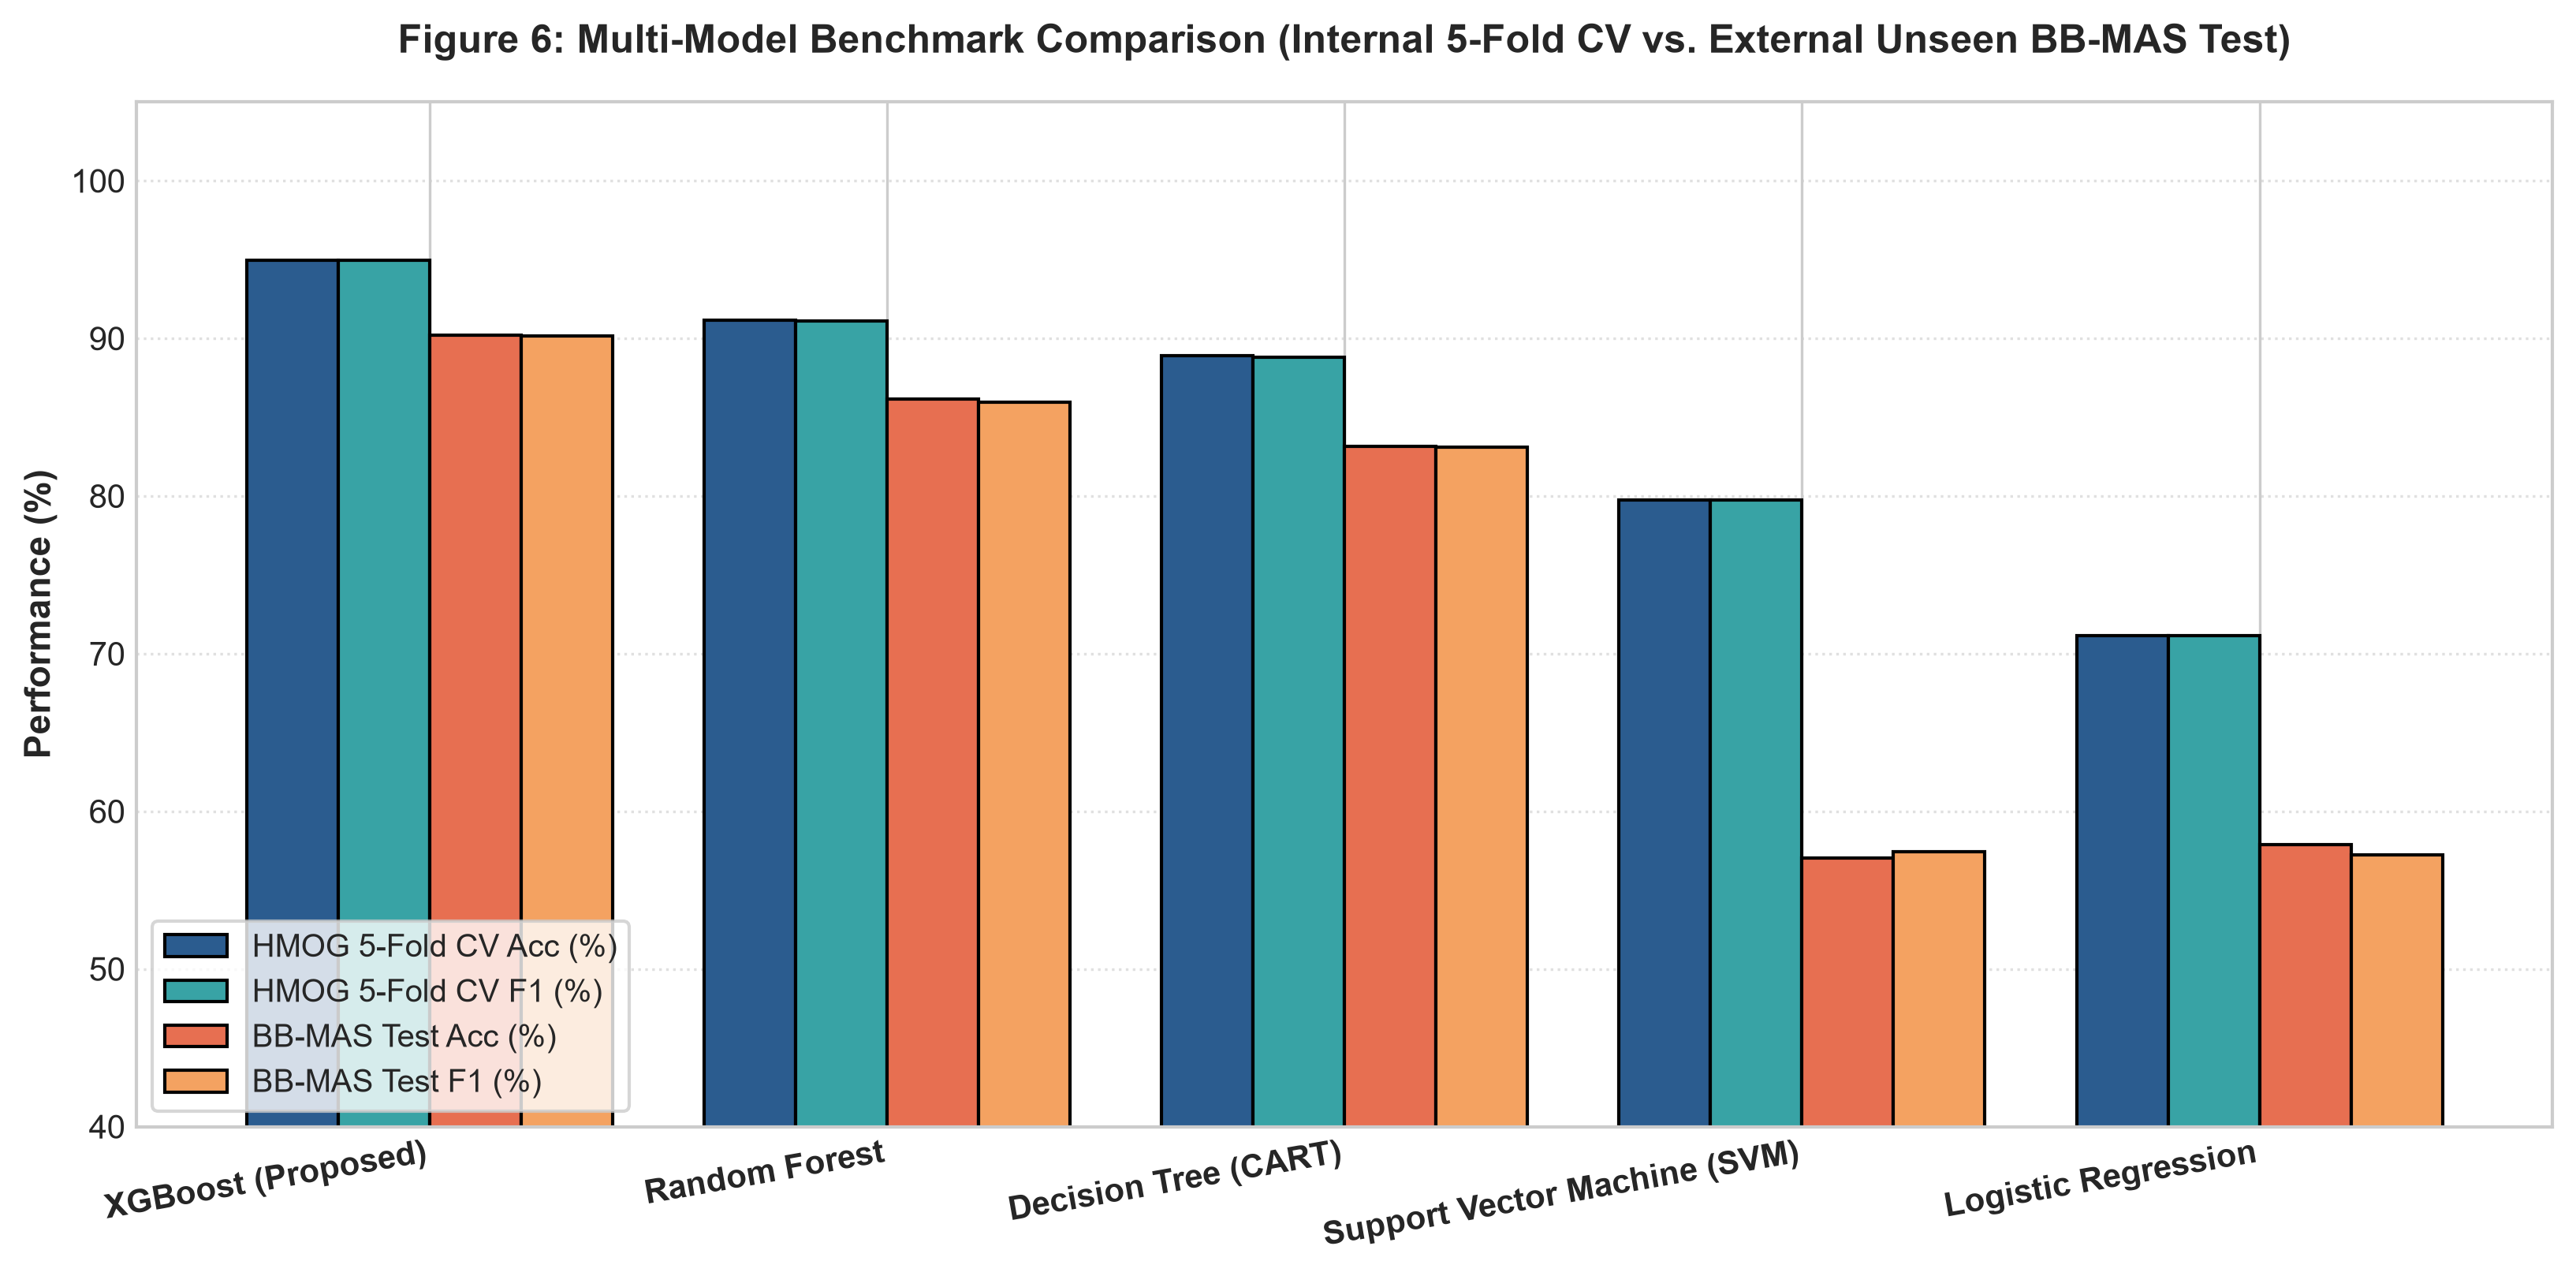 Figure 6: Multi-Model Benchmark Comparison (Internal 5-Fold CV vs. External Unseen BB-MAS Test)
Performance (%)
100
90
80
70
60
50
40
HMOG 5-Fold CV Acc (%)
HMOG 5-Fold CV F1 (%)
BB-MAS Test Acc (%)
BB-MAS Test F1 (%)
XGBoost (Proposed)
Random Forest
Decision Tree (CART)
Support Vector Machine (SVM)
Logistic Regression